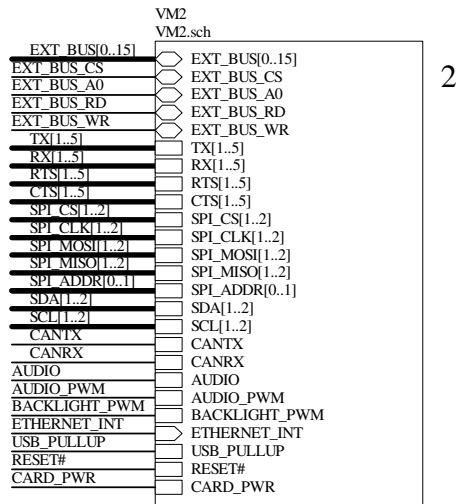 VM2
VM2.sch
EXT_BUS[0..15] EXT_BUS[0..15]
EXT_BUS_CS EXT_BUS_CS
EXT_BUS_A0 EXT_BUS_A0
EXT_BUS_RD EXT_BUS_RD
EXT_BUS_WR EXT_BUS_WR
TX[1..5] TX[1..5]
RX[1..5] RX[1..5]
RTS[1..5] RTS[1..5]
CTS[1..5] CTS[1..5]
SPI_CS[1..2] SPI_CS[1..2]
SPI_CLK[1..2] SPI_CLK[1..2]
SPI_MOSI[1..2] SPI_MOSI[1..2]
SPI_MISO[1..2] SPI_MISO[1..2]
SPI_ADDR[0..1] SPI_ADDR[0..1]
SDA[1..2] SDA[1..2]
SCL[1..2] SCL[1..2]
CANTX CANTX
CANRX CANRX
AUDIO AUDIO
AUDIO_PWM AUDIO_PWM
BACKLIGHT_PWM BACKLIGHT_PWM
ETHERNET_INT ETHERNET_INT
USB_PULLUP USB_PULLUP
RESET# RESET#
CARD_PWR CARD_PWR
2